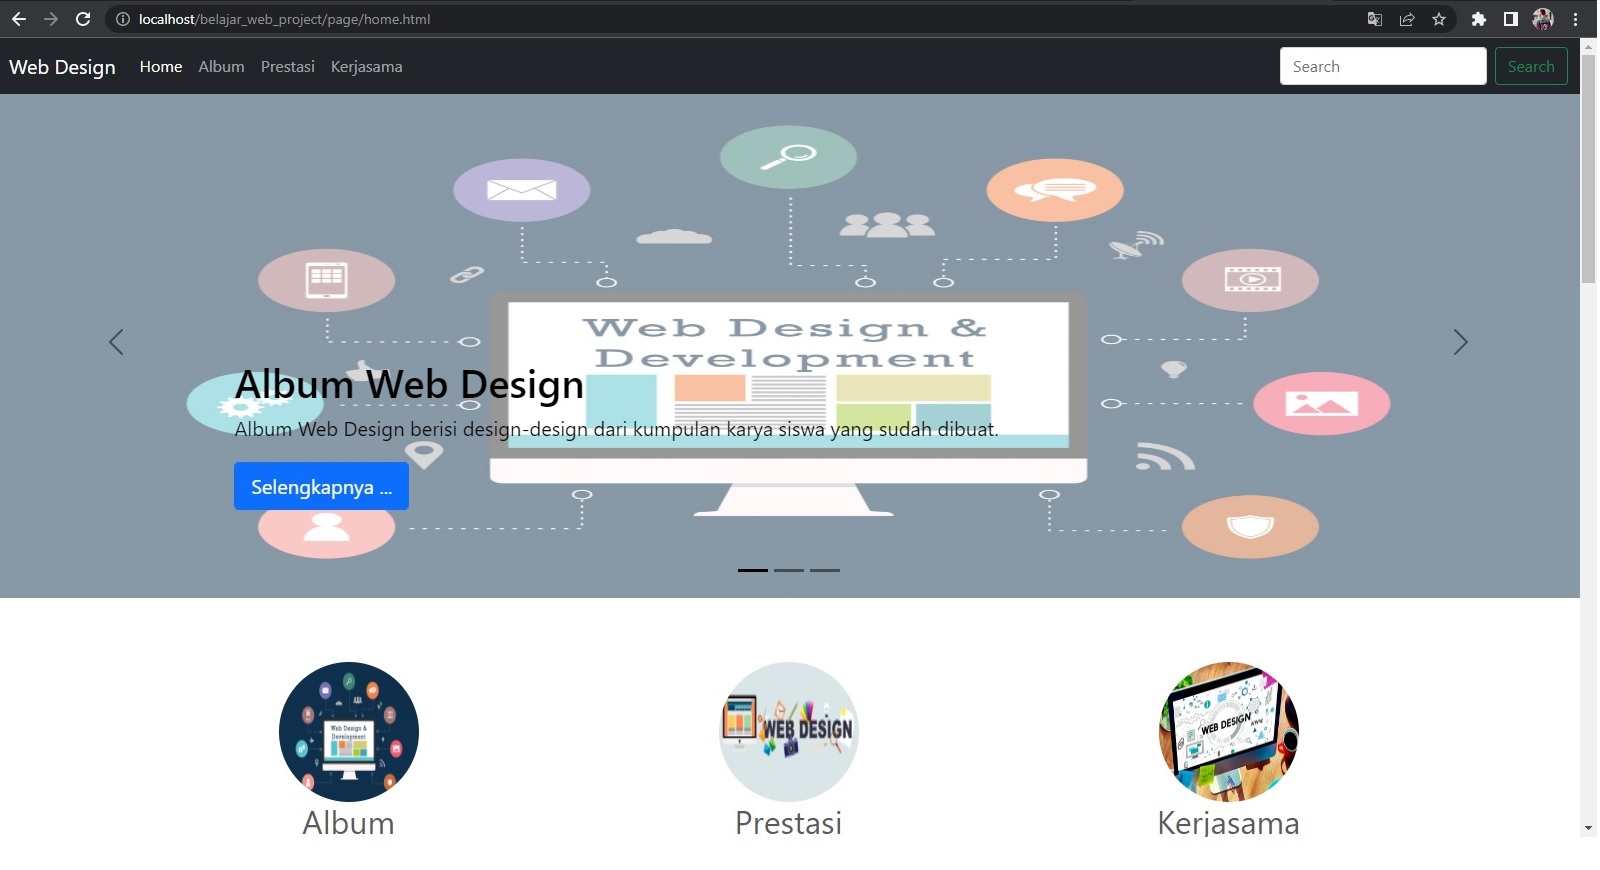 localhost/belajar_web_project/page/home.html
Web Design Home Album Prestasi Kerjasama Search Search
Web Design &
Development
Album Web Design
Album Web Design berisi design-design dari kumpulan karya siswa yang sudah dibuat.
Selengkapnya ...
Web Design &
Development
WEB DESIGN
WEB DESIGN
Album Prestasi Kerjasama